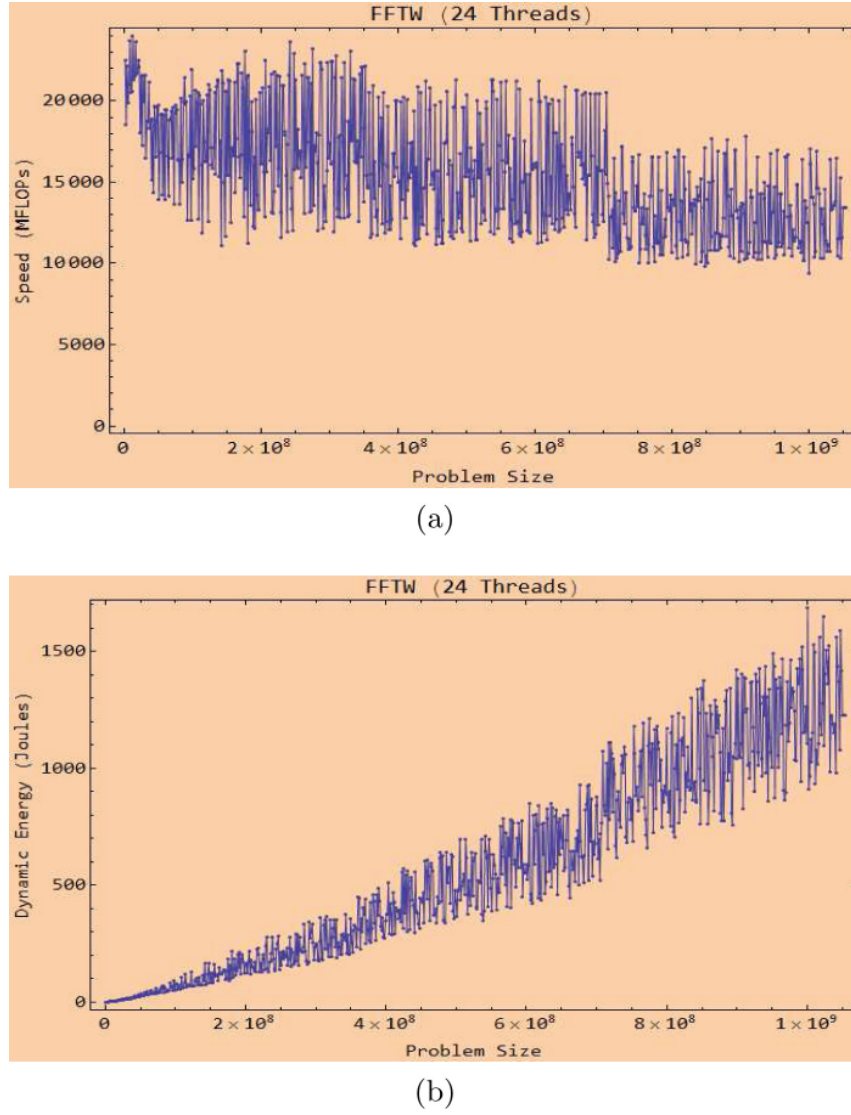 FFTW (24 Threads)
Speed (MFLOPs)
20000
15000
10000
5000
0
0 2×10⁸ 4×10⁸ 6×10⁸ 8×10⁸ 1×10⁹
Problem Size
(a)
FFTW (24 Threads)
Dynamic Energy (Joules)
1500
1000
500
0
0 2×10⁸ 4×10⁸ 6×10⁸ 8×10⁸ 1×10⁹
Problem Size
(b)